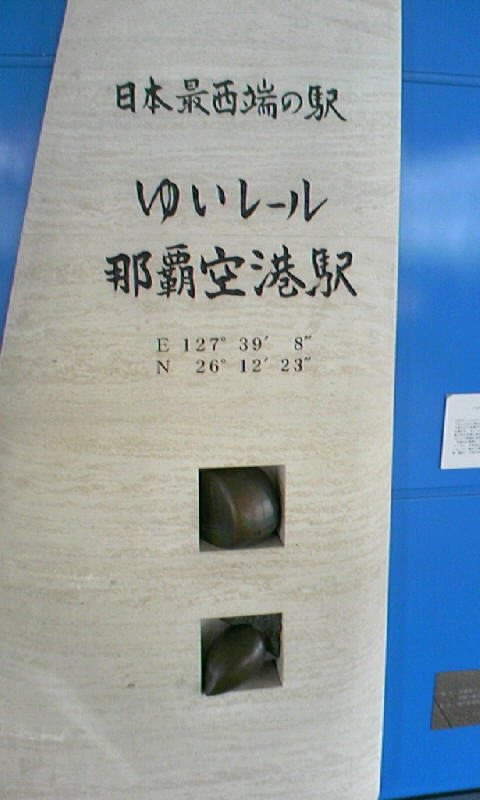 日本最西端の駅
ゆいレール
那覇空港駅
E 127° 39′ 8″
N 26° 12′ 23″